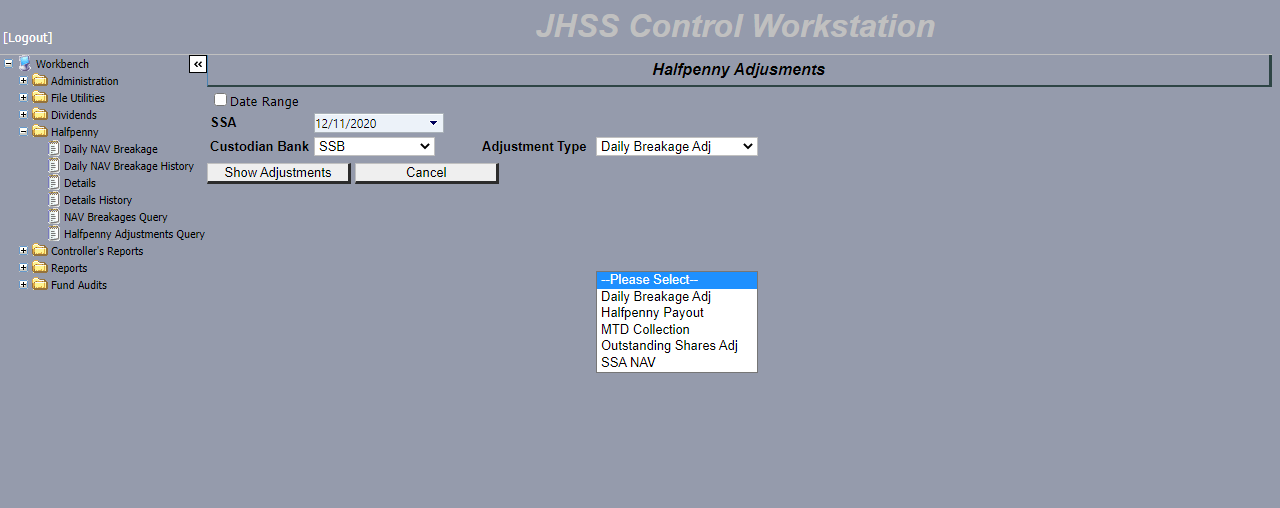 JHSS Control Workstation
[Logout]
Workbench
Administration
File Utilities
Dividends
Halfpenny
Daily NAV Breakage
Daily NAV Breakage History
Details
Details History
NAV Breakages Query
Halfpenny Adjustments Query
Controller's Reports
Reports
Fund Audits
«
Halfpenny Adjusments
Date Range
SSA 12/11/2020
Custodian Bank SSB Adjustment Type Daily Breakage Adj
Show Adjustments Cancel
--Please Select--
Daily Breakage Adj
Halfpenny Payout
MTD Collection
Outstanding Shares Adj
SSA NAV